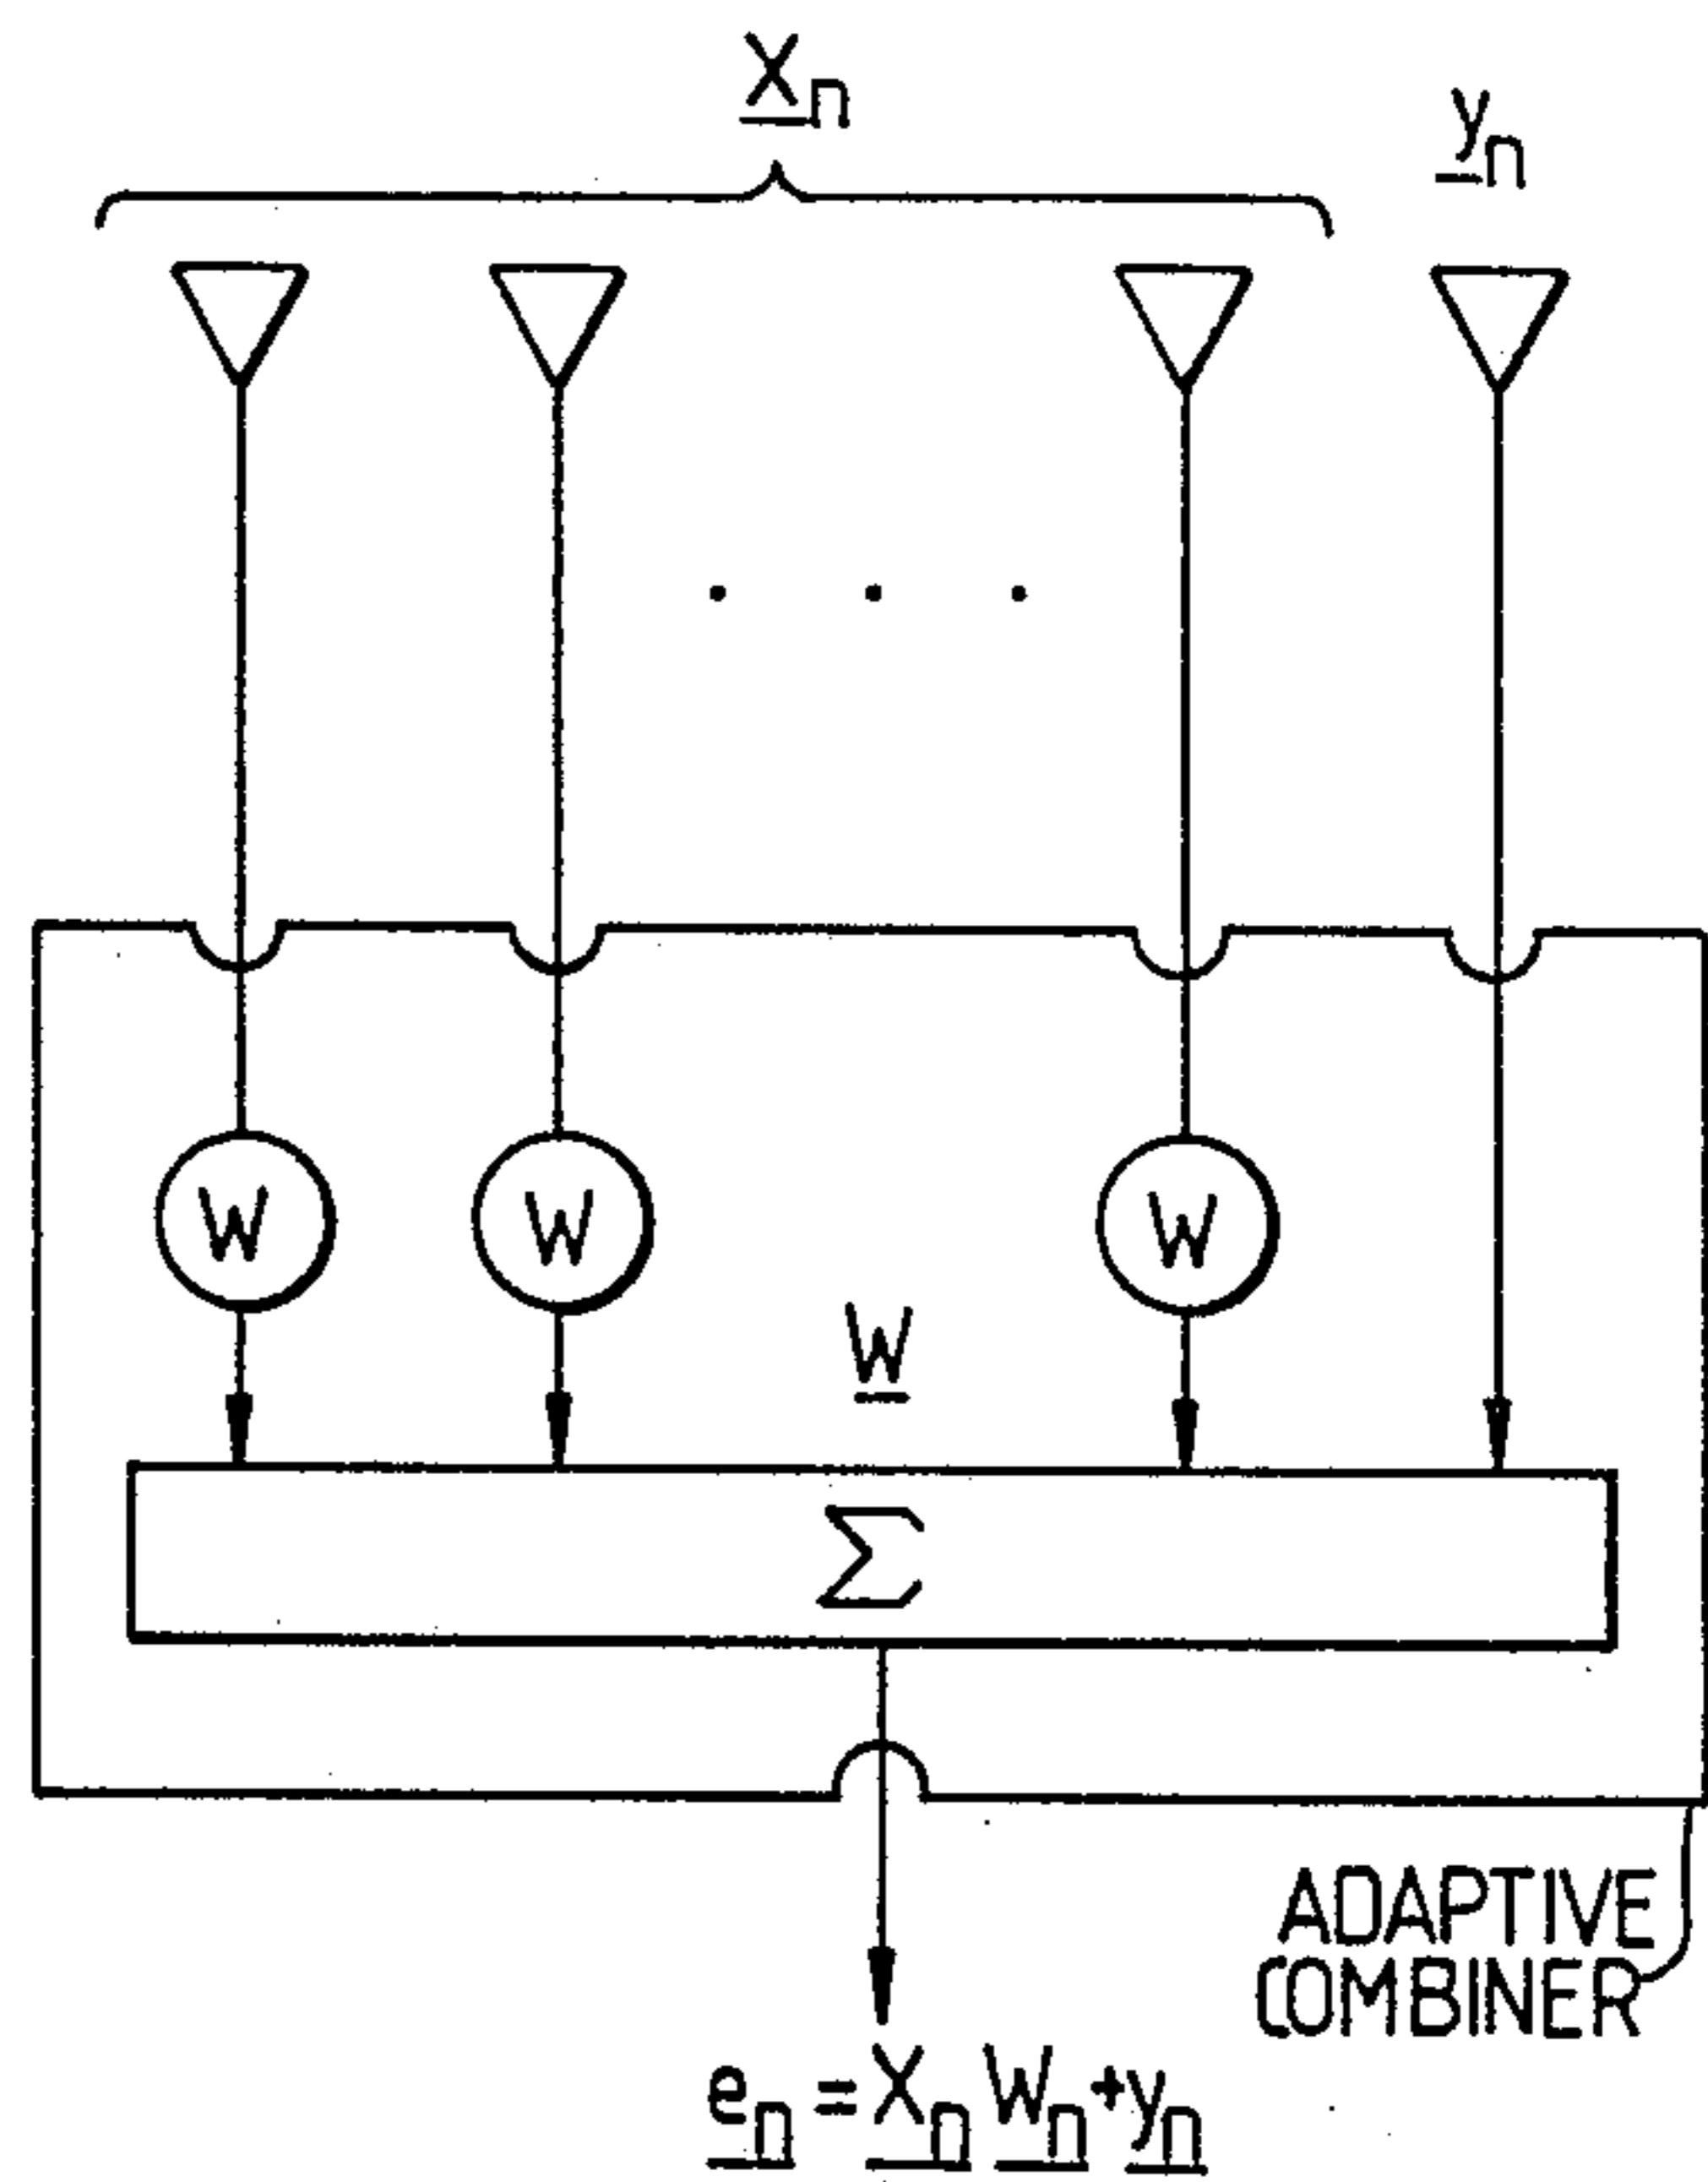 Xn
yn
W W W
W
Σ
ADAPTIVE
COMBINER
en = Xn Wn + yn